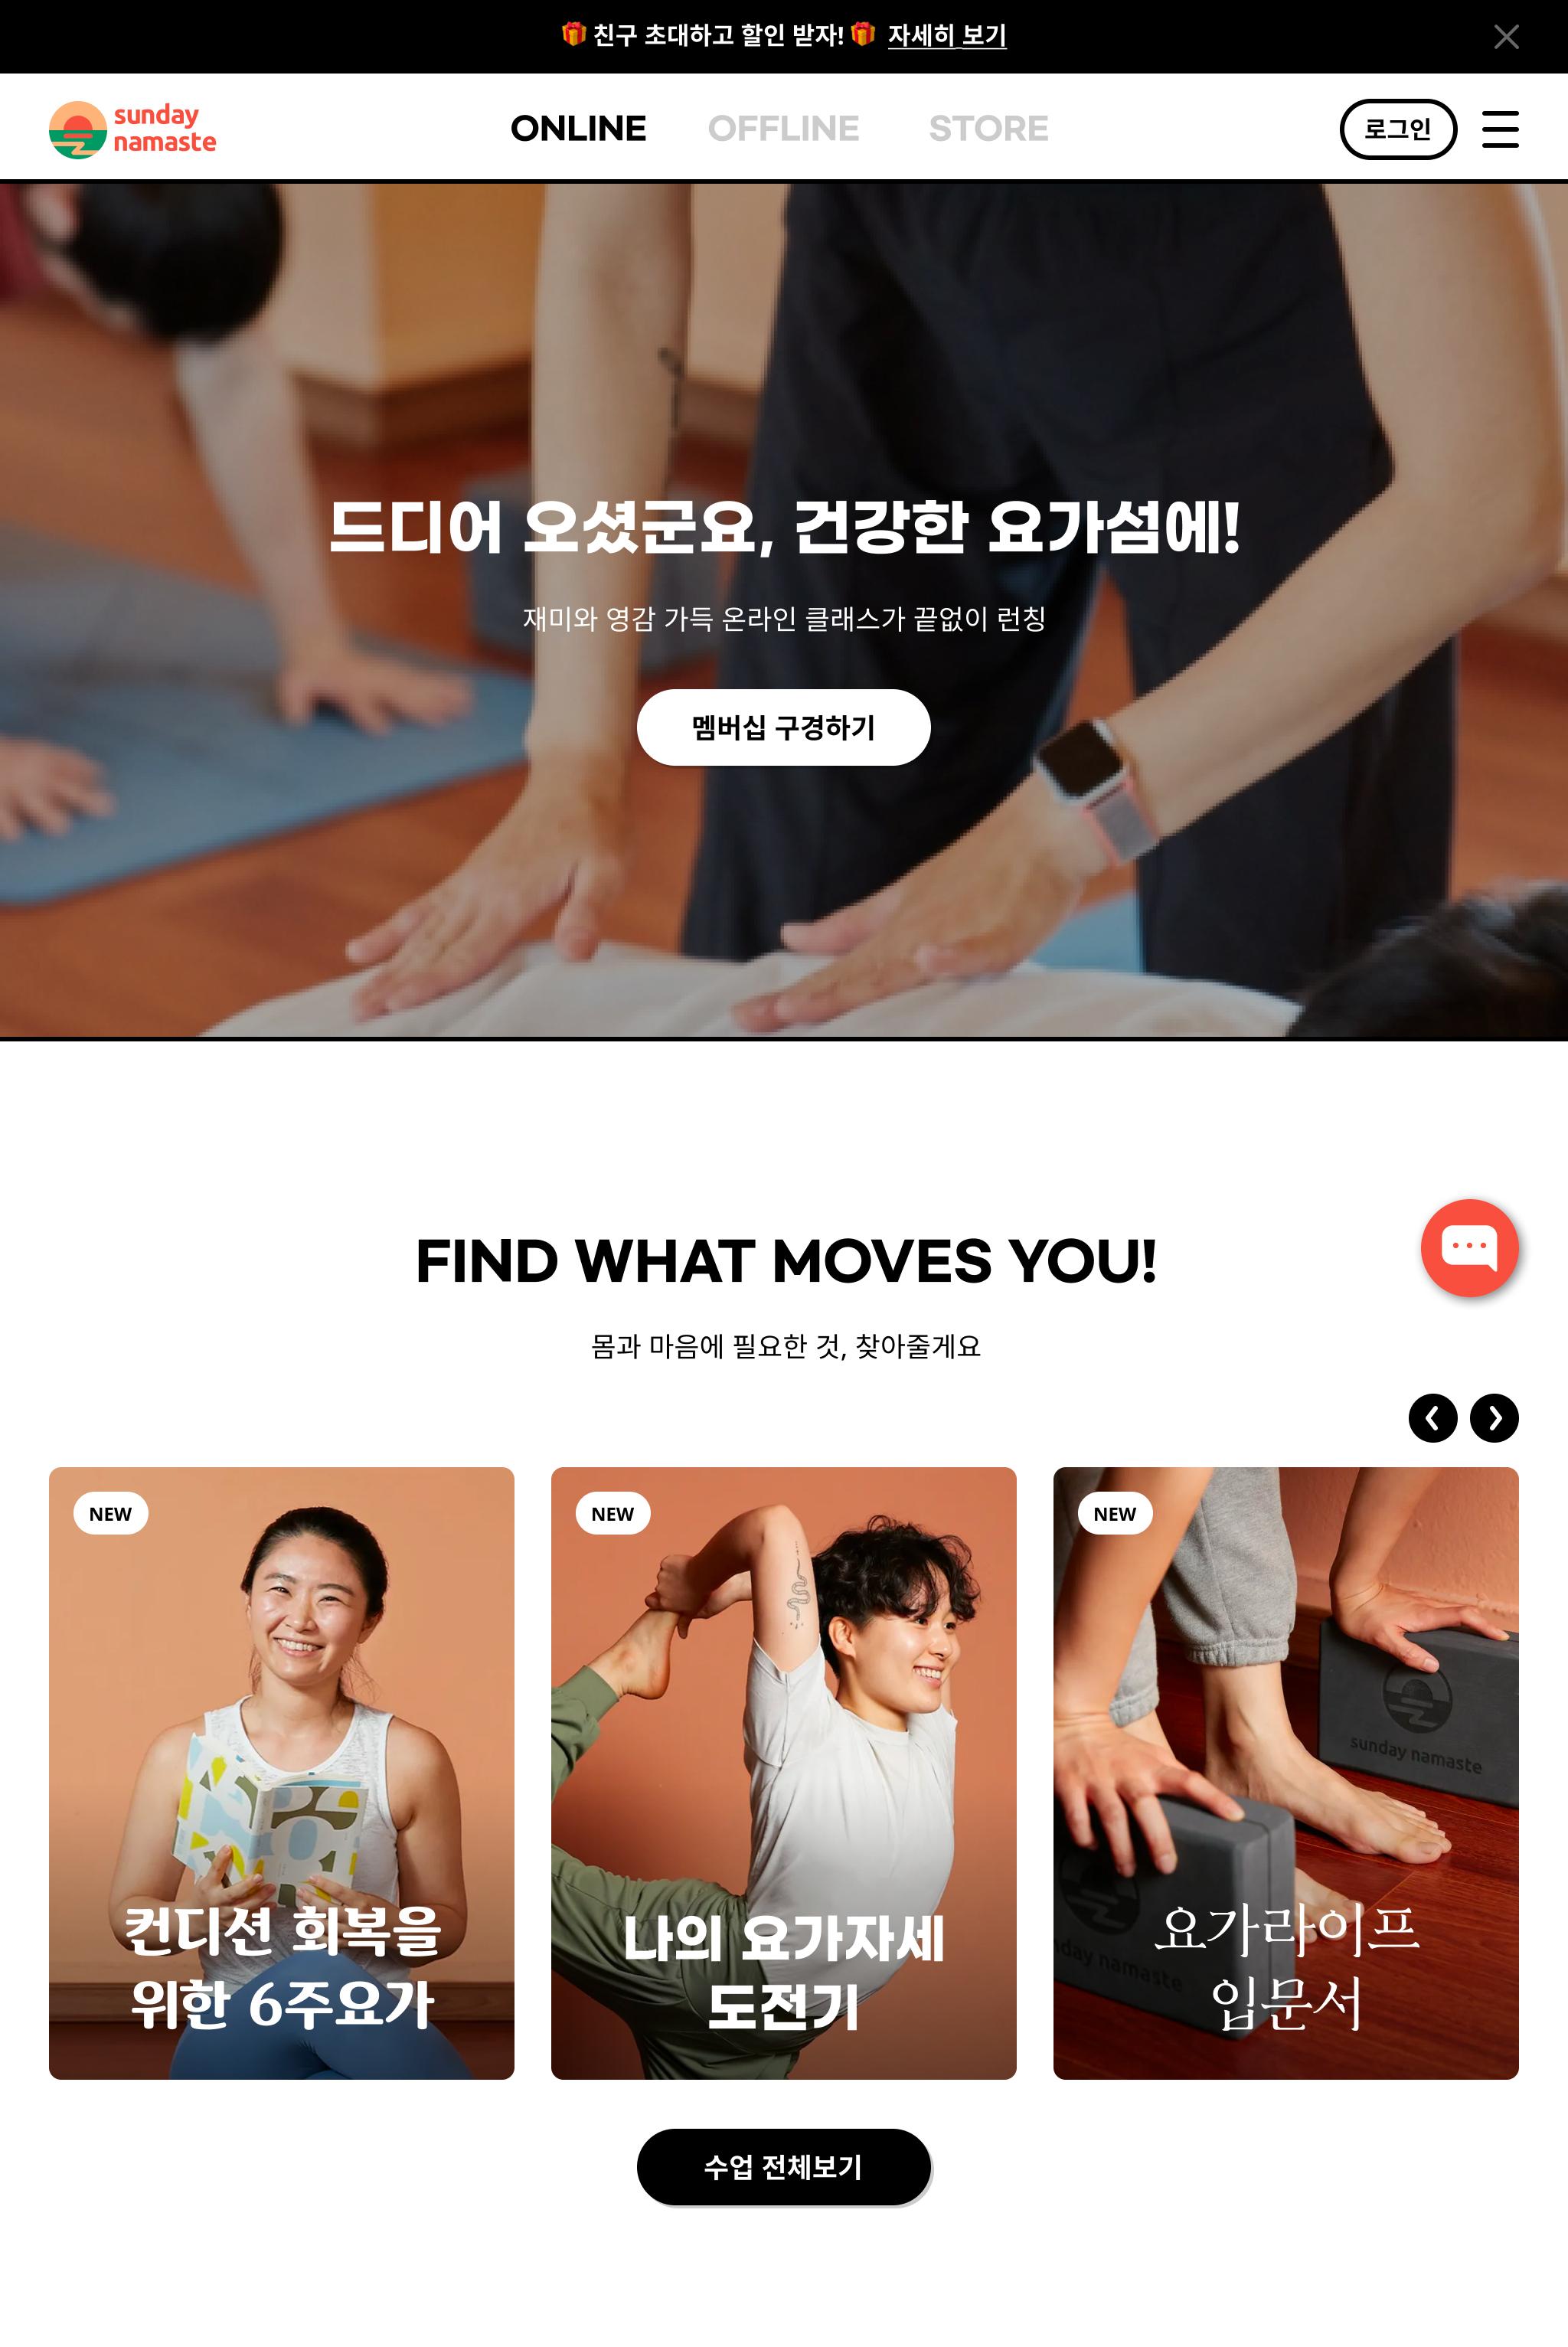 🎁 친구 초대하고 할인 받자! 🎁 자세히 보기
sunday
namaste
ONLINE OFFLINE STORE
로그인
드디어 오셨군요, 건강한 요가섬에!
재미와 영감 가득 온라인 클래스가 끝없이 런칭
멤버십 구경하기
FIND WHAT MOVES YOU!
몸과 마음에 필요한 것, 찾아줄게요
NEW
컨디션 회복을
위한 6주요가
NEW
나의 요가자세
도전기
NEW
sunday namaste
day namaste
요가라이프
입문서
수업 전체보기